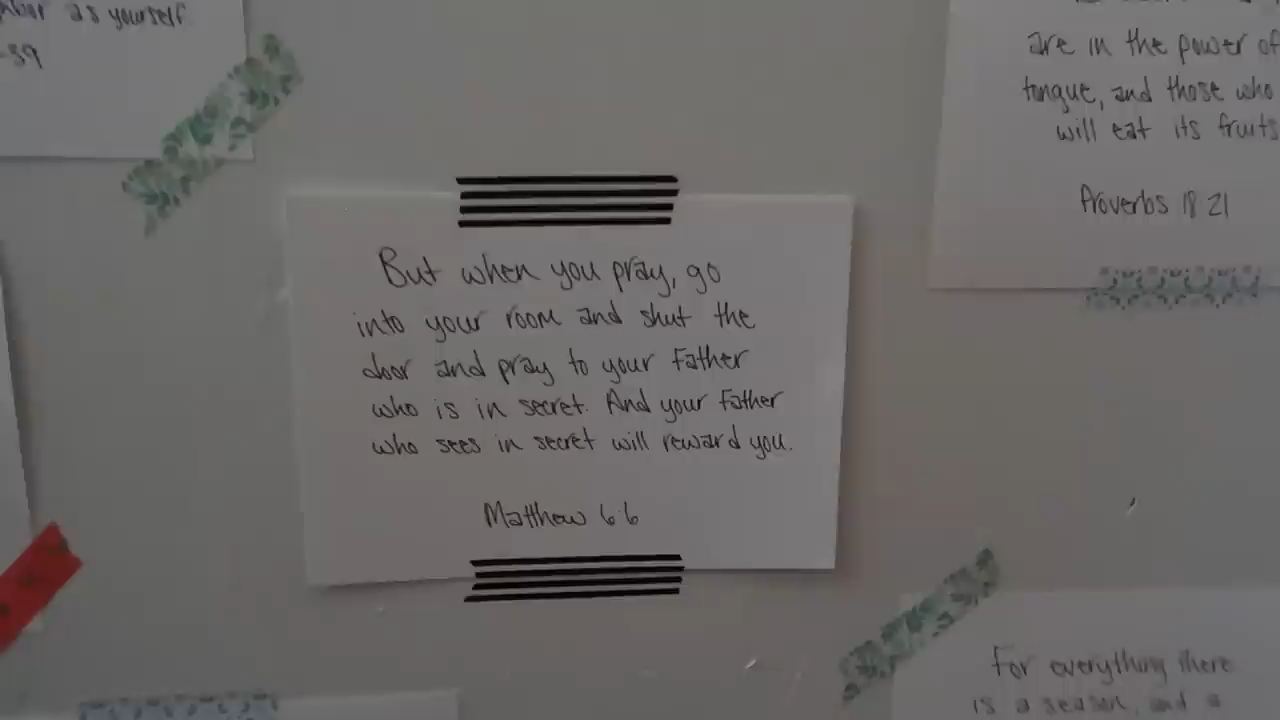 as yourself
-39
are in the power of
tongue, and those who
will eat its fruits
Proverbs 18 21
But when you pray, go
into your room and shut the
door and pray to your Father
who is in secret. And your Father
who sees in secret will reward you.
Matthew 6:6
For everything there
is a season, and a